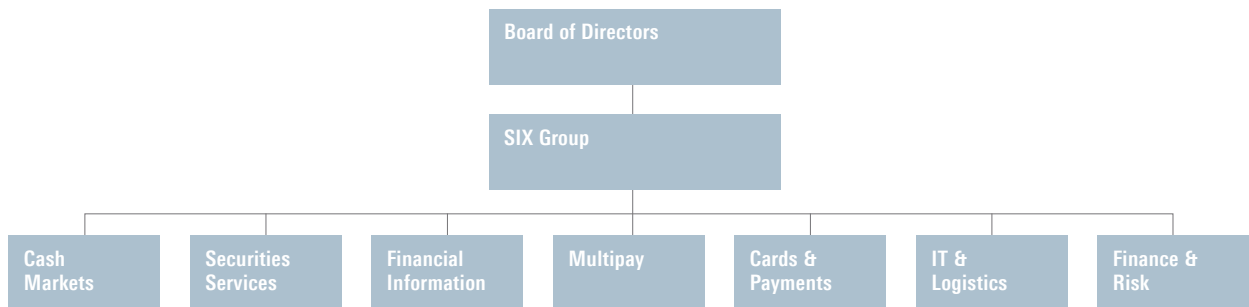 Board of Directors
SIX Group
Cash
Markets
Securities
Services
Financial
Information
Multipay
Cards &
Payments
IT &
Logistics
Finance &
Risk